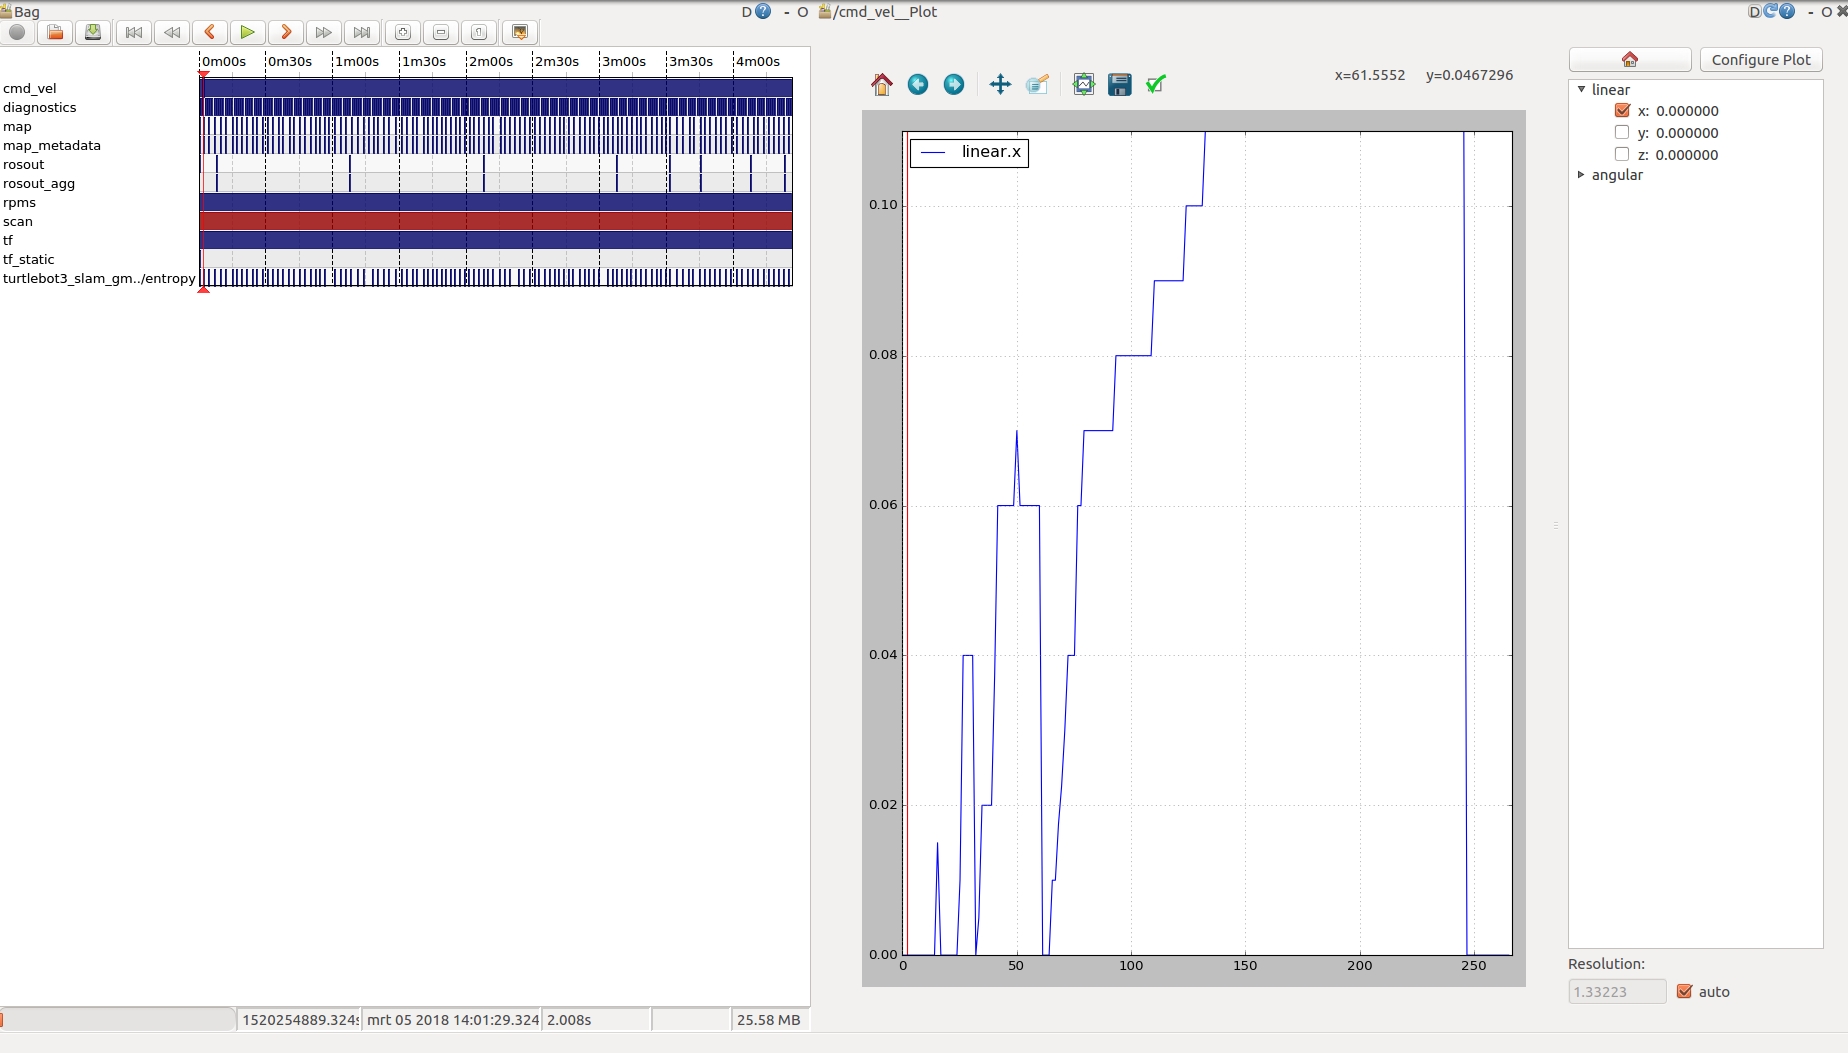 Bag
D ? - O
/cmd_vel__Plot
D ? - O
0m00s 0m30s 1m00s 1m30s 2m00s 2m30s 3m00s 3m30s 4m00s
cmd_vel
diagnostics
map
map_metadata
rosout
rosout_agg
rpms
scan
tf
tf_static
turtlebot3_slam_gm../entropy
1520254889.324s
mrt 05 2018 14:01:29.324
2.008s
25.58 MB
x=61.5552 y=0.0467296
linear.x
0.10
0.08
0.06
0.04
0.02
0.00
0 50 100 150 200 250
Configure Plot
linear
x: 0.000000
y: 0.000000
z: 0.000000
angular
Resolution:
1.33223
auto